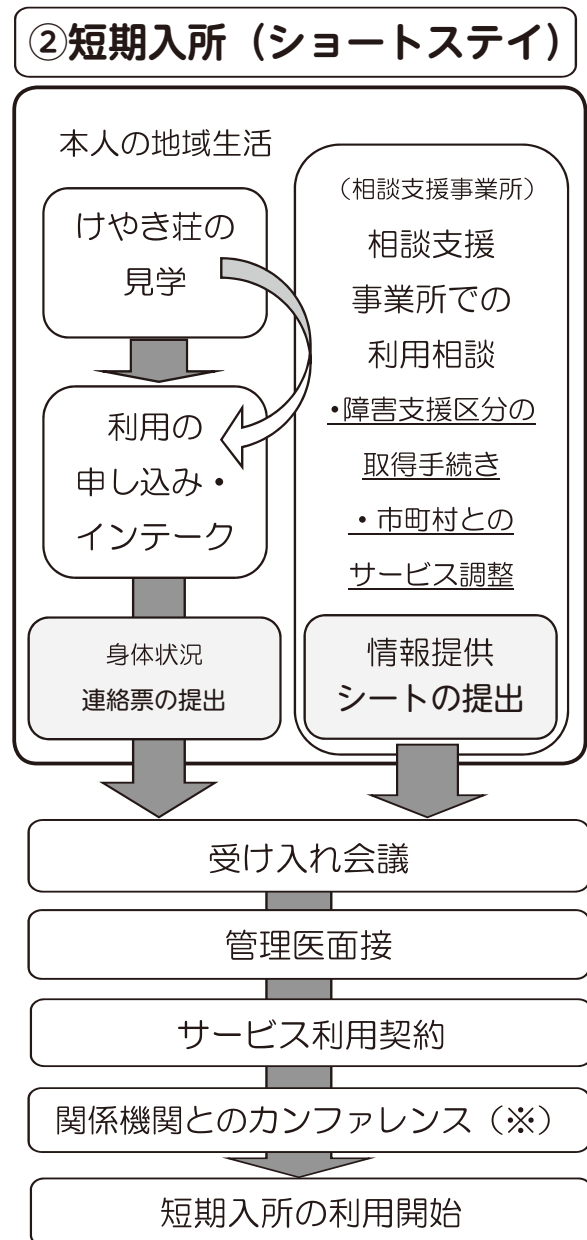 ②短期入所（ショートステイ）
本人の地域生活
けやき荘の
見学
利用の
申し込み・
インテーク
身体状況
連絡票の提出
（相談支援事業所）
相談支援
事業所での
利用相談
・障害支援区分の
取得手続き
・市町村との
サービス調整
情報提供
シートの提出
受け入れ会議
管理医面接
サービス利用契約
関係機関とのカンファレンス（※）
短期入所の利用開始